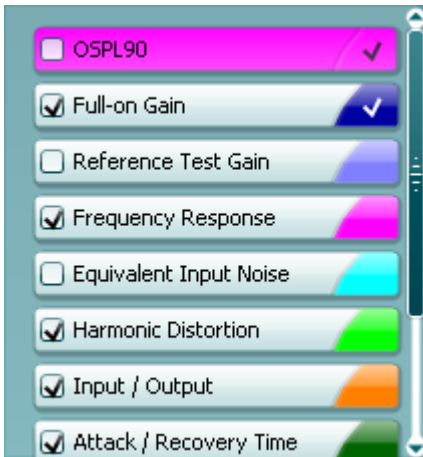 OSPL90
Full-on Gain
Reference Test Gain
Frequency Response
Equivalent Input Noise
Harmonic Distortion
Input / Output
Attack / Recovery Time